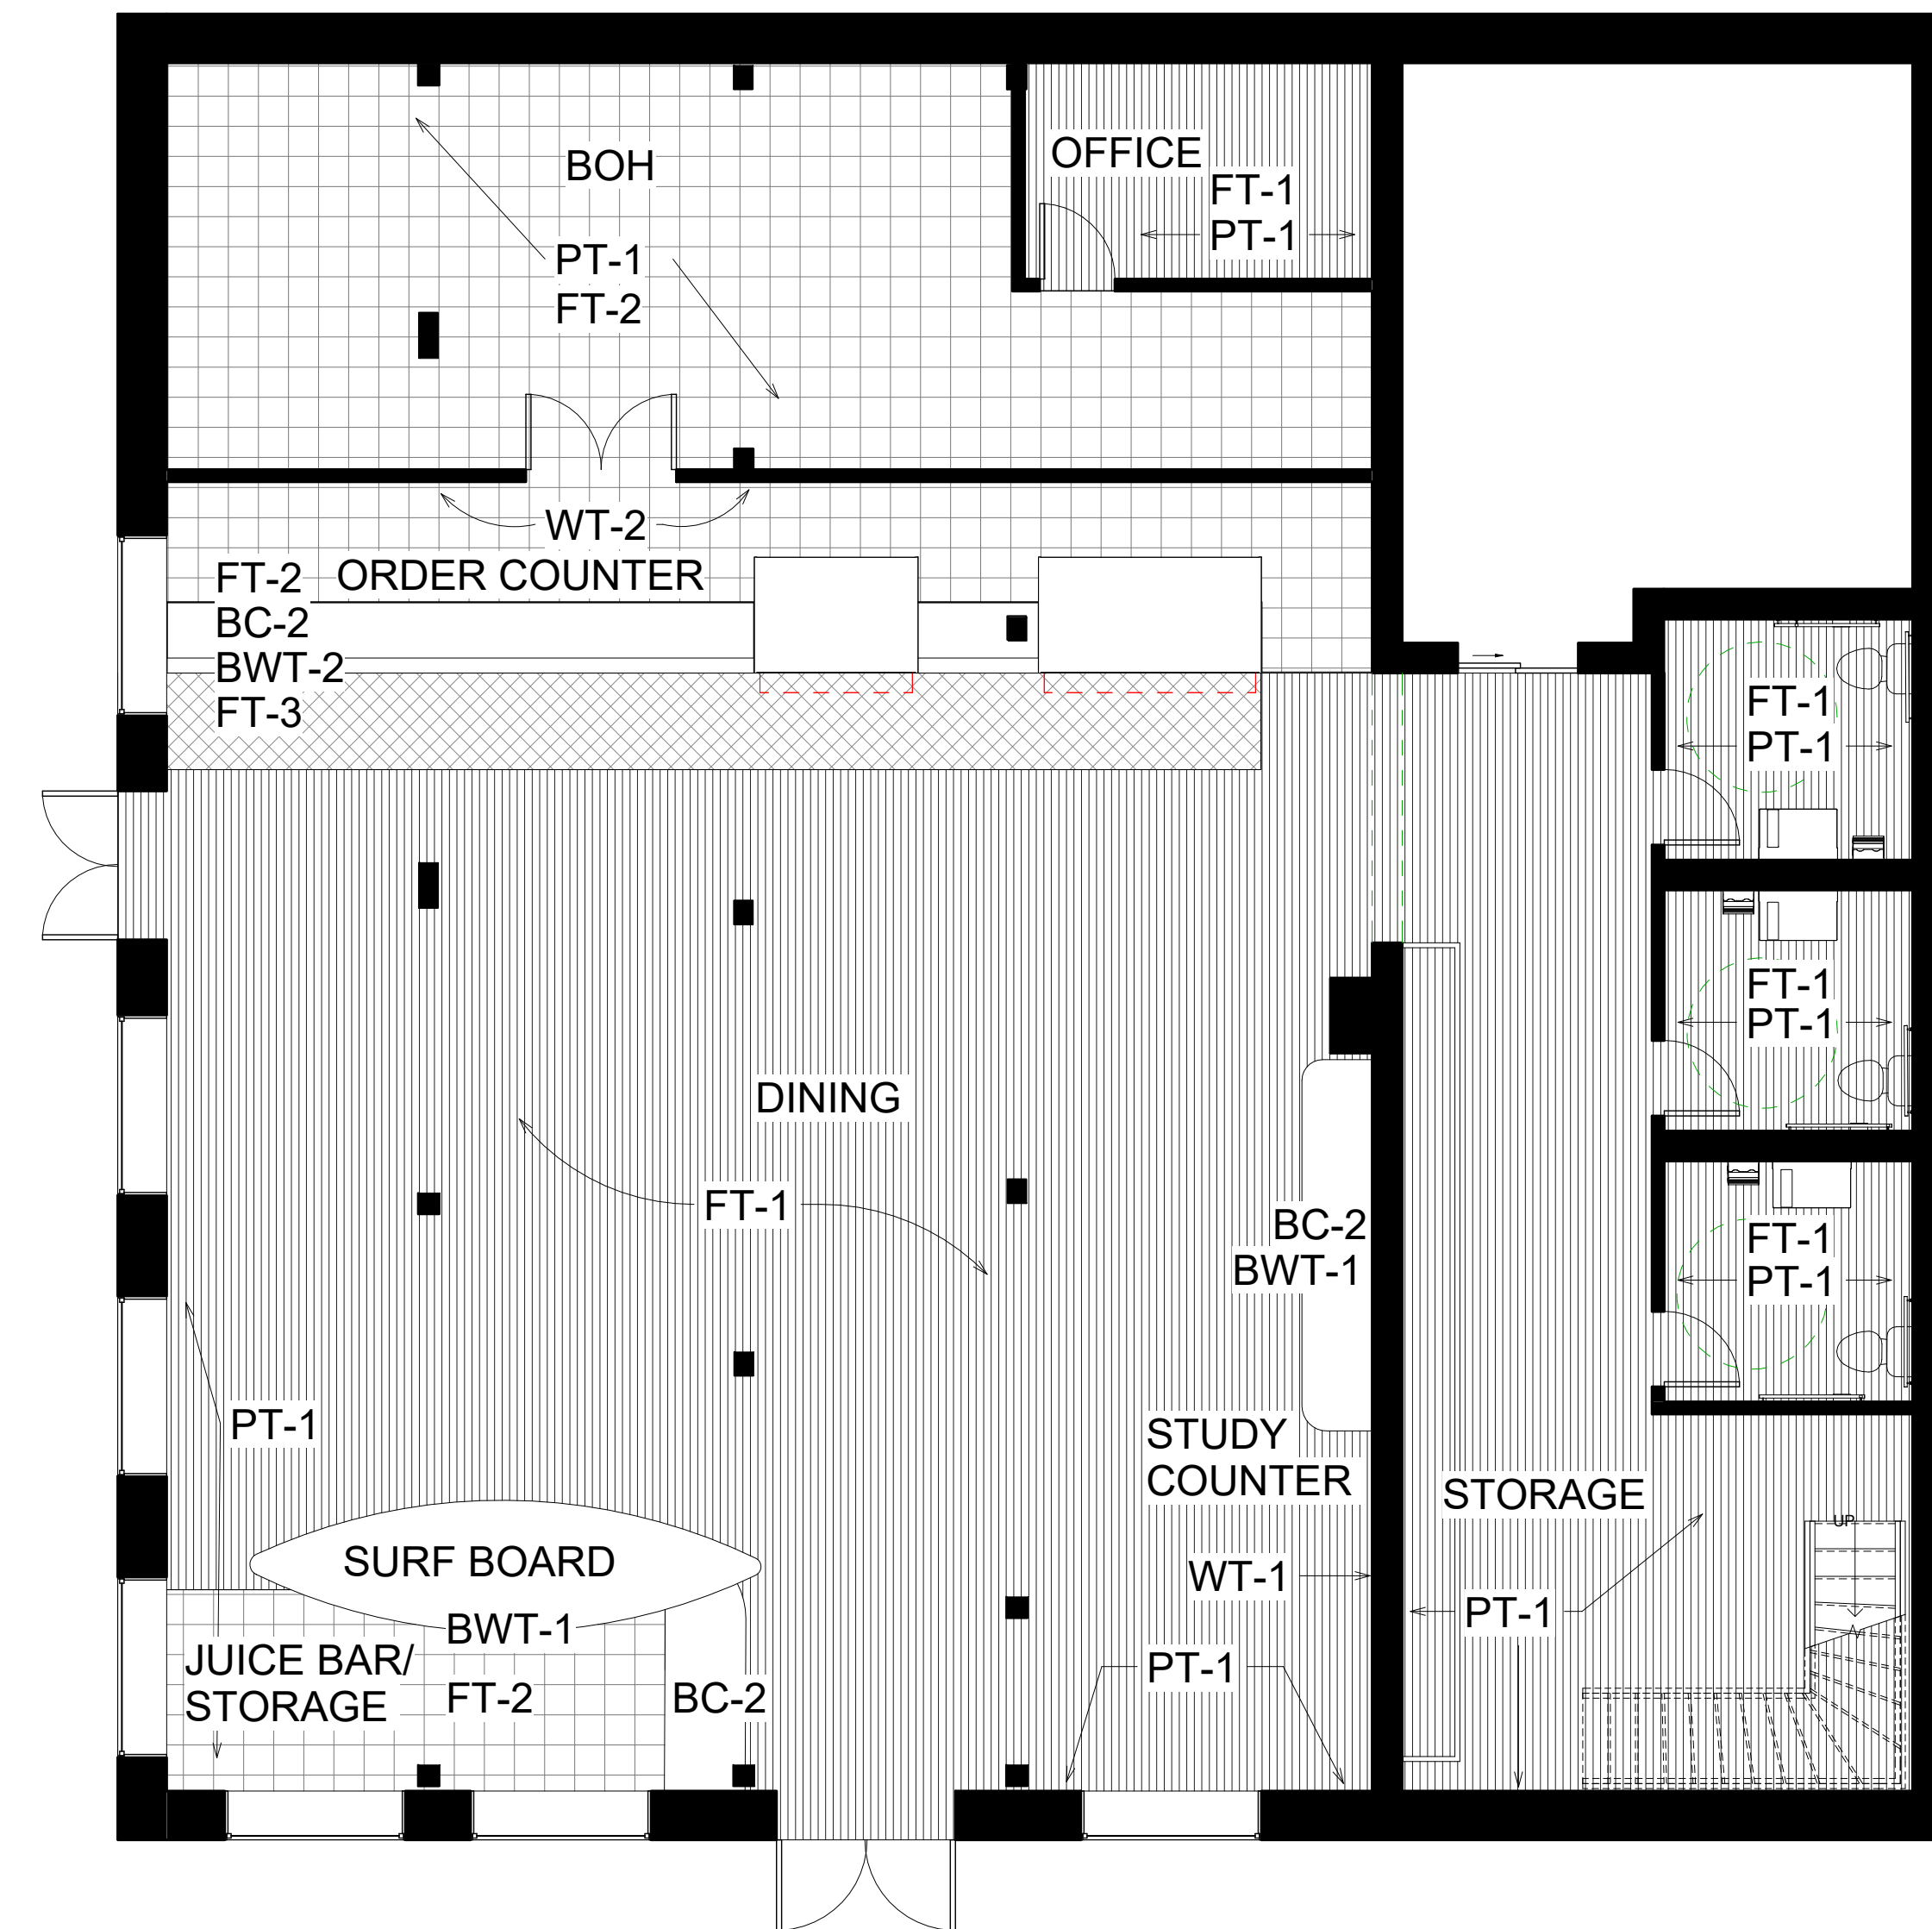 BOH
PT-1
FT-2
OFFICE
FT-1
PT-1
WT-2
ORDER COUNTER
FT-2
BC-2
BWT-2
FT-3
FT-1
PT-1
FT-1
PT-1
FT-1
PT-1
DINING
FT-1
BC-2
BWT-1
PT-1
STUDY
COUNTER
WT-1
PT-1
STORAGE
PT-1
UP
SURF BOARD
BWT-1
JUICE BAR/
STORAGE
FT-2
BC-2